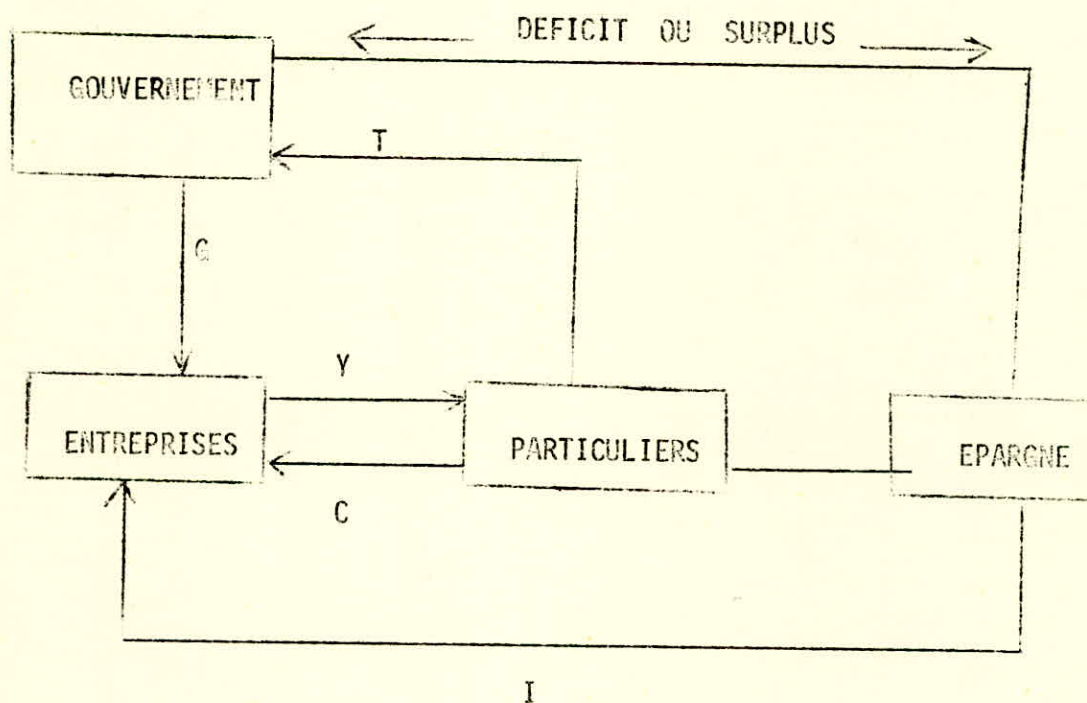 DEFICIT OU SURPLUS
GOUVERNEMENT
T
G
Y
ENTREPRISES
PARTICULIERS
EPARGNE
C
I